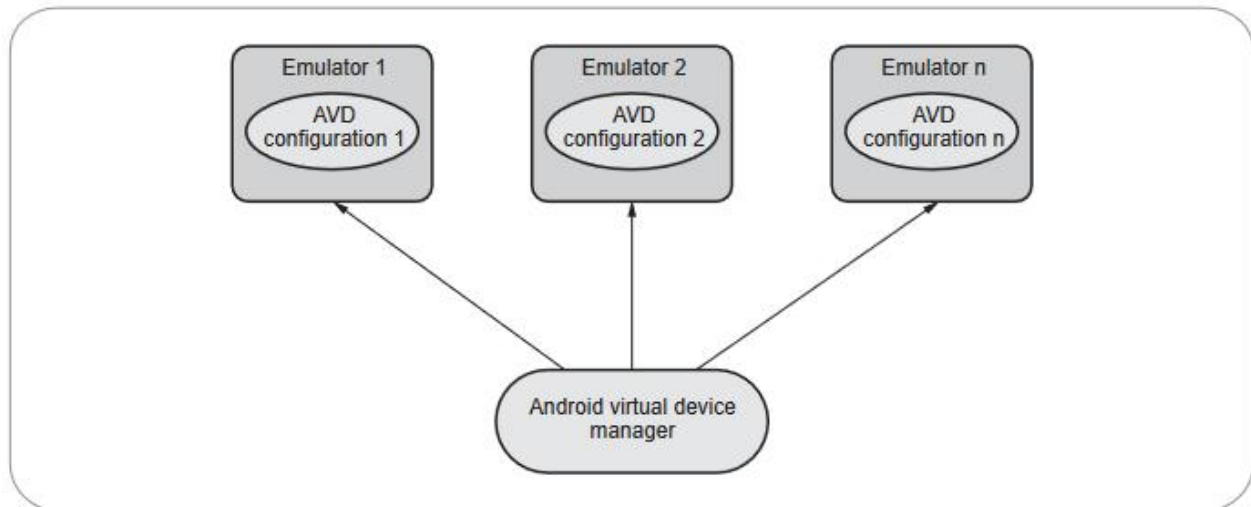 Emulator 1
AVD
configuration 1
Emulator 2
AVD
configuration 2
Emulator n
AVD
configuration n
Android virtual device
manager